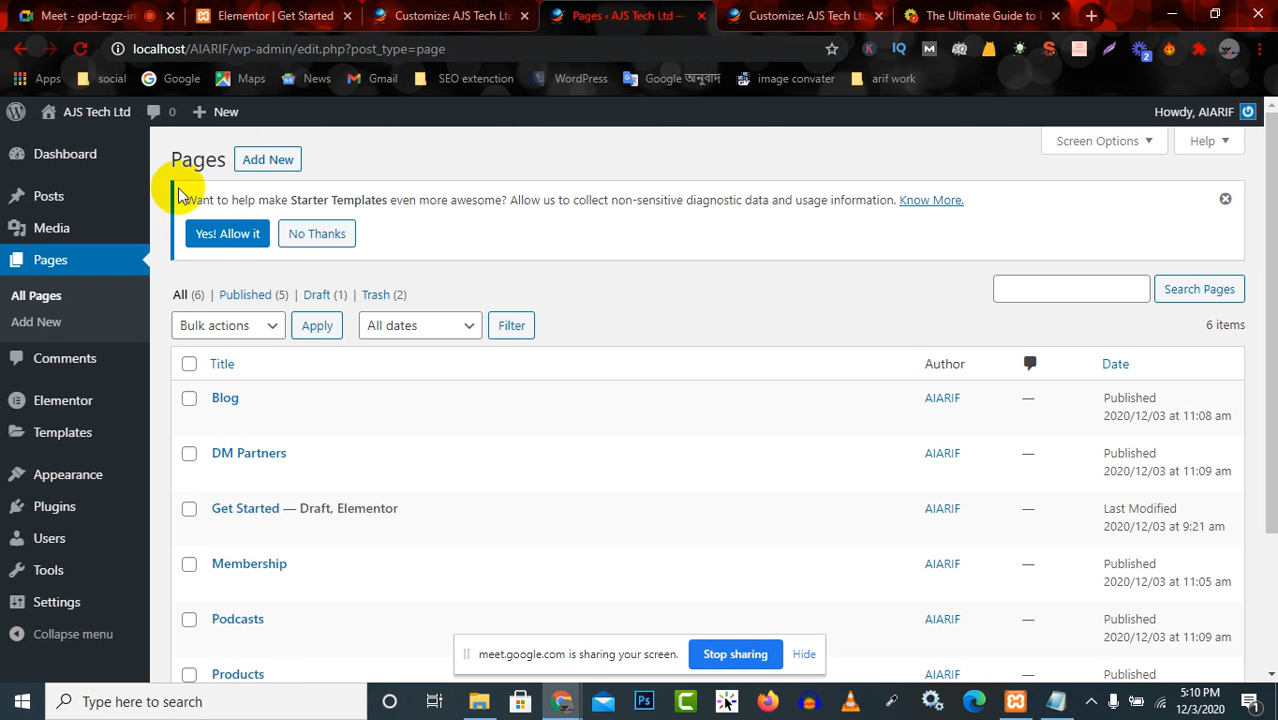 Meet - gpd-tzgz-in
Elementor | Get Started
Customize: AJS Tech Ltd
Pages ‹ AJS Tech Ltd —
Customize: AJS Tech Ltd
The Ultimate Guide to D
localhost/AIARIF/wp-admin/edit.php?post_type=page
Apps social Google Maps News Gmail SEO extenction WordPress Google অনুবাদ image convater arif work
AJS Tech Ltd 0 New Howdy, AIARIF
Screen Options Help
Dashboard
Posts
Media
Pages
All Pages
Add New
Comments
Elementor
Templates
Appearance
Plugins
Users
Tools
Settings
Collapse menu
Pages Add New
Want to help make Starter Templates even more awesome? Allow us to collect non-sensitive diagnostic data and usage information. Know More.
Yes! Allow it No Thanks
All (6) | Published (5) | Draft (1) | Trash (2)
Search Pages
Bulk actions Apply All dates Filter 6 items
Title Author Date
Blog AIARIF — Published
2020/12/03 at 11:08 am
DM Partners AIARIF — Published
2020/12/03 at 11:09 am
Get Started — Draft, Elementor AIARIF — Last Modified
2020/12/03 at 9:21 am
Membership AIARIF — Published
2020/12/03 at 11:05 am
Podcasts AIARIF — Published
2020/12/03 at 11:09 am
Products AIARIF — Published
meet.google.com is sharing your screen. Stop sharing Hide
Type here to search
5:10 PM
12/3/2020